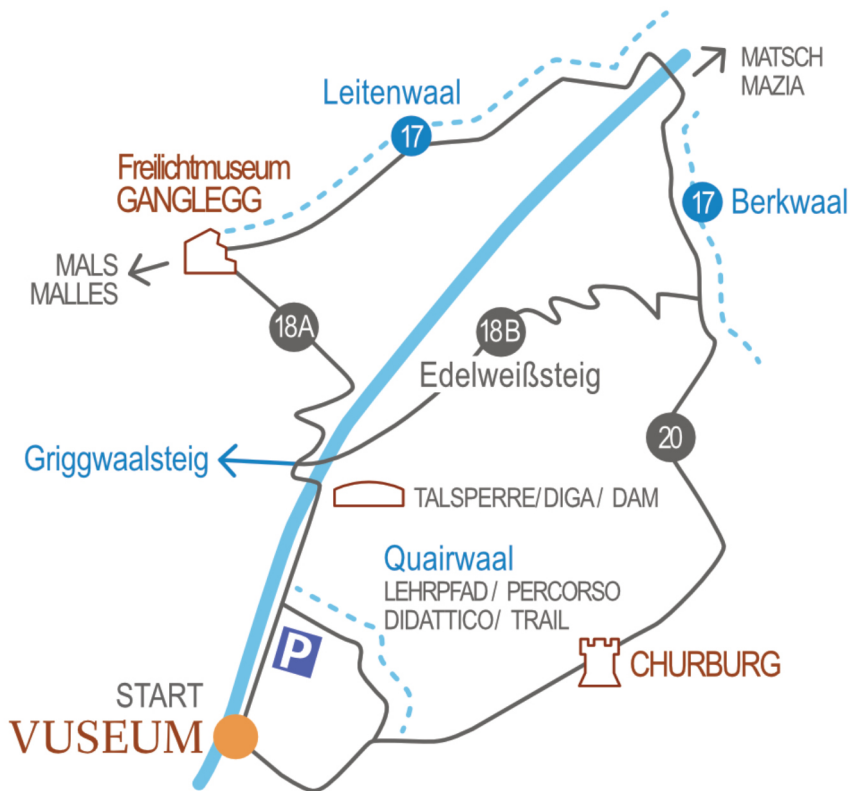 MATSCH
MAZIA
Leitenwaal
17
Freilichtmuseum
GANGLEGG
17 Berkwaal
MALS
MALLES
18A
18B
Edelweißsteig
20
Griggwaalsteig
TALSPERRE/DIGA/ DAM
Quairwaal
LEHRPFAD/ PERCORSO
DIDATTICO/ TRAIL
P
CHURBURG
START
VUSEUM